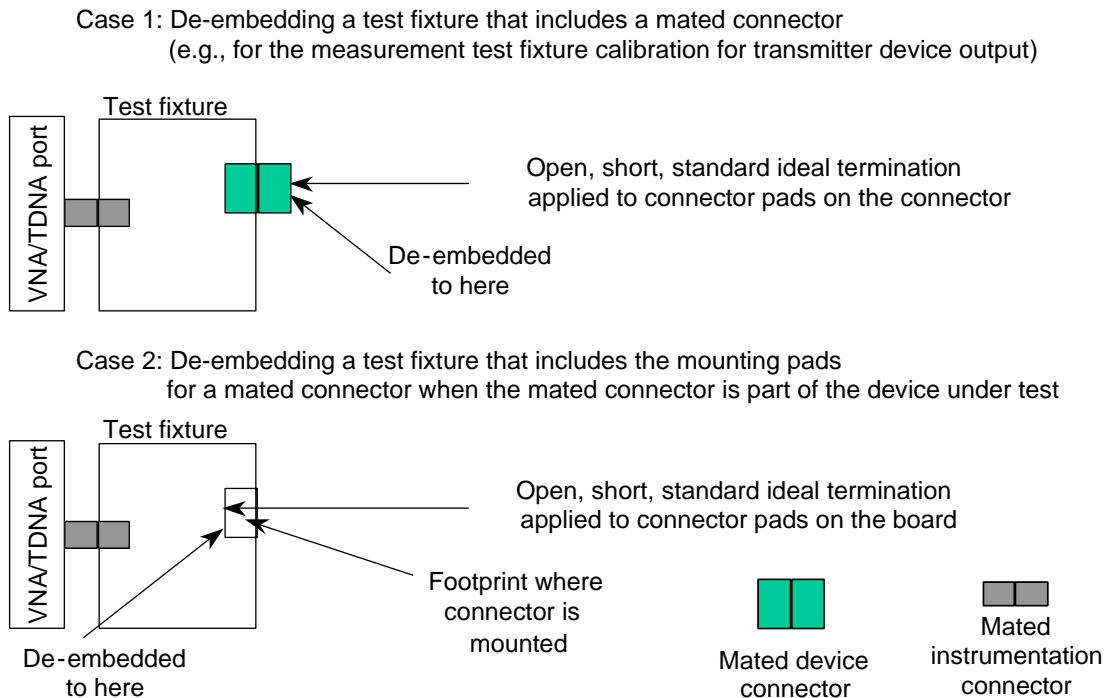 Case 1: De-embedding a test fixture that includes a mated connector
(e.g., for the measurement test fixture calibration for transmitter device output)
Test fixture
VNA/TDNA port
Open, short, standard ideal termination
applied to connector pads on the connector
De-embedded
to here
Case 2: De-embedding a test fixture that includes the mounting pads
for a mated connector when the mated connector is part of the device under test
Test fixture
VNA/TDNA port
Open, short, standard ideal termination
applied to connector pads on the board
Footprint where
connector is
mounted
De-embedded
to here
Mated device
connector
Mated
instrumentation
connector